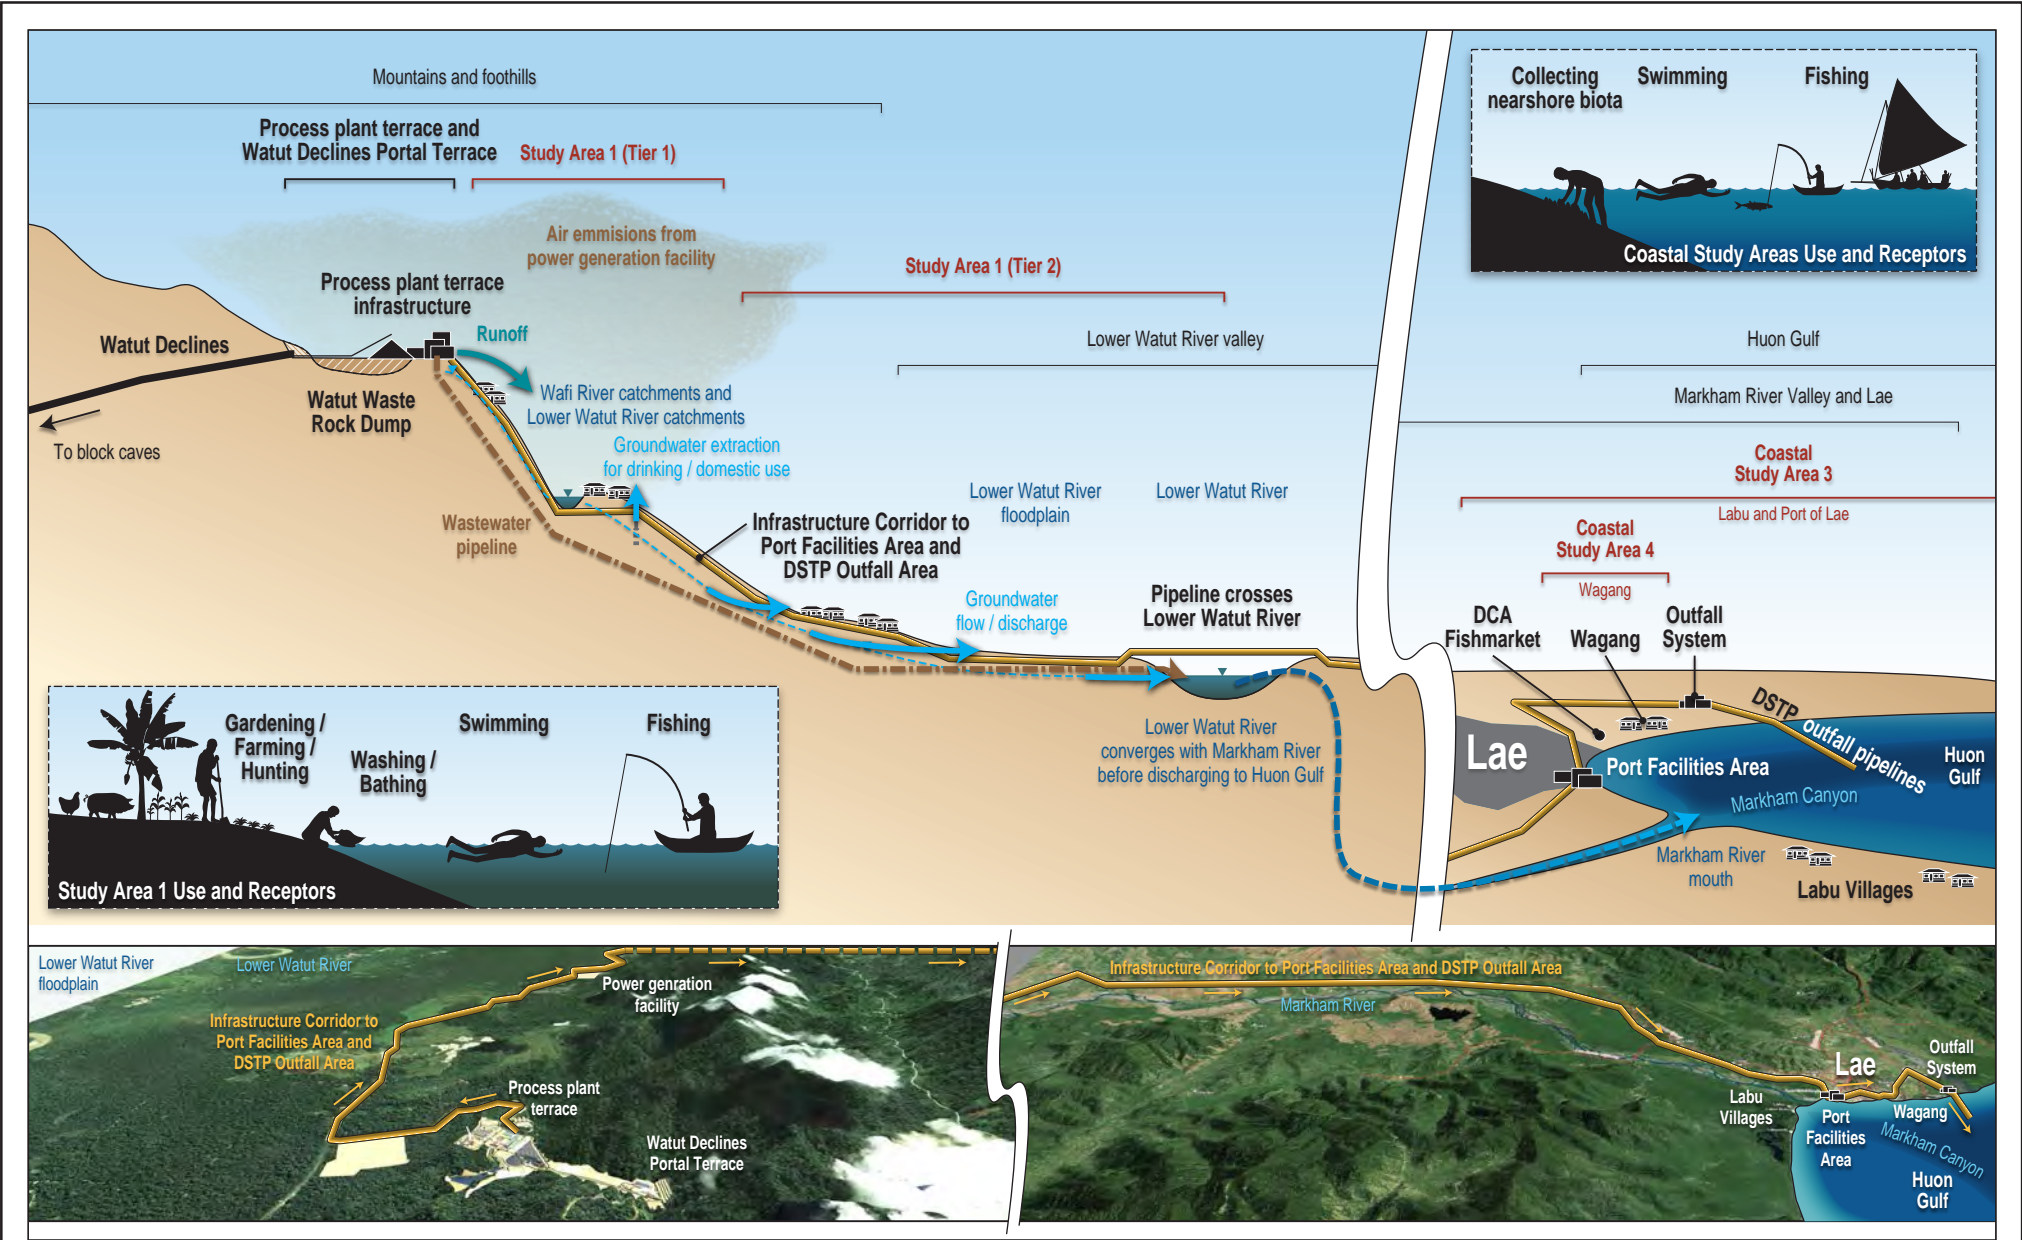 Mountains and foothills
Process plant terrace and
Watut Declines Portal Terrace
Study Area 1 (Tier 1)
Air emmisions from
power generation facility
Study Area 1 (Tier 2)
Process plant terrace
infrastructure
Runoff
Watut Declines
Lower Watut River valley
Watut Waste
Rock Dump
To block caves
Wafi River catchments and
Lower Watut River catchments
Groundwater extraction
for drinking / domestic use
Wastewater
pipeline
Infrastructure Corridor to
Port Facilities Area and
DSTP Outfall Area
Lower Watut River
floodplain
Lower Watut River
Groundwater
flow / discharge
Pipeline crosses
Lower Watut River
Lower Watut River
converges with Markham River
before discharging to Huon Gulf
Collecting
nearshore biota
Swimming
Fishing
Coastal Study Areas Use and Receptors
Huon Gulf
Markham River Valley and Lae
Coastal
Study Area 3
Labu and Port of Lae
Coastal
Study Area 4
Wagang
DCA
Fishmarket
Wagang
Outfall
System
DSTP outfall pipelines
Lae
Port Facilities Area
Huon
Gulf
Markham Canyon
Markham River
mouth
Labu Villages
Gardening /
Farming /
Hunting
Washing /
Bathing
Swimming
Fishing
Study Area 1 Use and Receptors
Lower Watut River
floodplain
Lower Watut River
Infrastructure Corridor to
Port Facilities Area and
DSTP Outfall Area
Power genration
facility
Process plant
terrace
Watut Declines
Portal Terrace
Infrastructure Corridor to Port Facilities Area and DSTP Outfall Area
Markham River
Lae
Outfall
System
Labu
Villages
Port
Facilities
Area
Wagang
Markham Canyon
Huon
Gulf